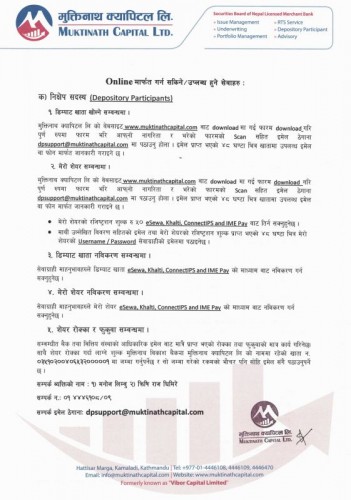 मुक्तिनाथ क्यापिटल लि.
MUKTINATH CAPITAL LTD.
Securities Board of Nepal Licensed Merchant Bank
» Issue Management
» RTS Service
» Underwriting
» Depository Participant
» Portfolio Management
» Advisory
Online मार्फत गर्न सकिने/उपलब्ध हुने सेवाहरु :
क) निक्षेप सदस्य (Depository Participants)
१ डिम्याट खाता खोल्ने सम्बन्धमा ।
मुक्तिनाथ क्यापिटल लि को वेबसाइट www.muktinathcapital.com बाट download मा गई फारम download गरि
पूर्ण रुपमा फारम भरि आफ्नो नागरिता र भरेको फारमको Scan सहित इमेल ठेगाना
dpsupport@muktinathcapital.com मा पठाउनु होला । इमेल प्राप्त भएको ४८ घण्टा भित्र खातामा उपलब्ध इमेल
वा फोन मार्फत जानकारी गराइने छ ।
२. मेरो शेयर सम्बन्धमा ।
मुक्तिनाथ क्यापिटल लि को वेबसाइट www.muktinathcapital.com बाट download मा गई फारम download गरि
पूर्ण रुपमा फारम भरि आफ्नो नागरिता र भरेको फारमको Scan सहित इमेल ठेगाना
dpsupport@muktinathcapital.com मा पठाउनु होला । इमेल प्राप्त भएको ४८ घण्टा भित्र खातामा उपलब्ध इमेल
वा फोन मार्फत जानकारी गराइने छ ।
• मेरो शेयरको रजिष्ट्रेशन शुल्क रु ५० eSewa, Khalti, ConnectIPS and IME Pay बाट तिर्न सक्नुहुनेछ ।
• माथी उल्लेखित विवरण सहितको इमेल तथा मेरो शेयरको रजिष्ट्रेशन शुल्क प्राप्त भएको ४८ घण्टा भित्र मेरो
शेयरको Username / Password सेवाग्राहीको इमेलमा पठाइनेछ ।
३. डिम्याट खाता नविकरण सम्बन्धमा ।
सेवाग्राही महानुभावहरुले डिम्याट खाता eSewa, Khalti, ConnectIPS and IME Pay को माध्यम बाट नविकरण गर्न
सक्नुहुनेछ ।
४. मेरो शेयर नविकरण सम्बन्धमा ।
सेवाग्राही महानुभावहरुले मेरो शेयर eSewa, Khalti, ConnectIPS and IME Pay को माध्यम बाट नविकरण गर्न
सक्नुहुनेछ ।
५. शेयर रोक्का र फुकुवा सम्बन्धमा ।
सम्बन्धीत बैंक तथा वित्तिय संस्थाको आधिकारिक इमेल बाट मात्रै प्राप्त भएको रोक्का तथा फुकुवाको मात्र कार्य गरिनेछ।
शेयर रोक्का गर्दा लाग्ने शुल्क मुक्तिनाथ विकास बैंकमा मुक्तिनाथ क्यापिटल लि को नाममा रहेको खाता न.
मा जम्मा गर्नुपर्नेछ र सो जम्मा गरेको रकमको भौचर पनि सोहि इमेल संगै पठाउनुपर्ने
छ ।
सम्पर्क व्यक्तिको नाम : १) मनोज लिम्बु २) त्रिषि राज घिमिरे
सम्पर्क न.: ०१ ४४४६१०८/०९
सम्पर्क इमेल ठेगाना: dpsupport@muktinathcapital.com
मुक्तिनाथ क्यापिटल लि.
MUKTINATH CAPITAL LTD.
Hattisar Marga, Kamaladi, Kathmandu | Tel: +977-01-4446108, 4446109, 4446470
Email: info@muktinathcapital.com | Website: www.muktinathcapital.com
Formerly known as "Vibor Capital Limited"